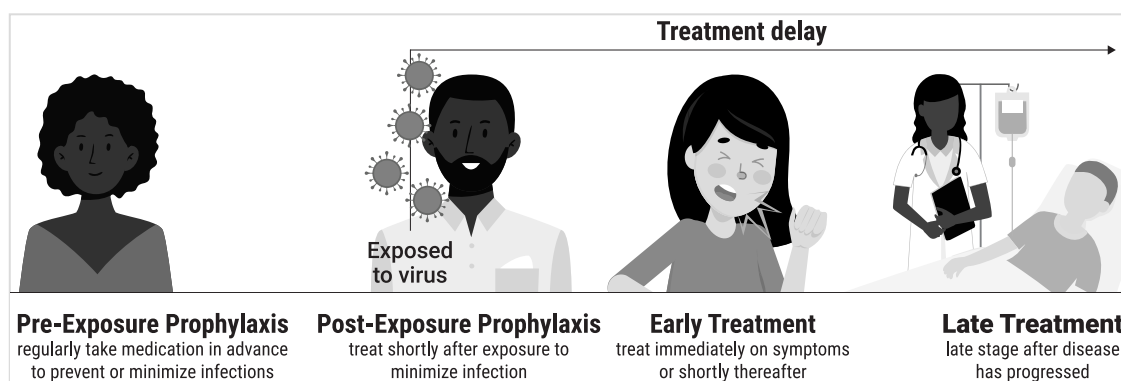 Treatment delay
Exposed
to virus
Pre-Exposure Prophylaxis
regularly take medication in advance
to prevent or minimize infections
Post-Exposure Prophylaxis
treat shortly after exposure to
minimize infection
Early Treatment
treat immediately on symptoms
or shortly thereafter
Late Treatment
late stage after disease
has progressed